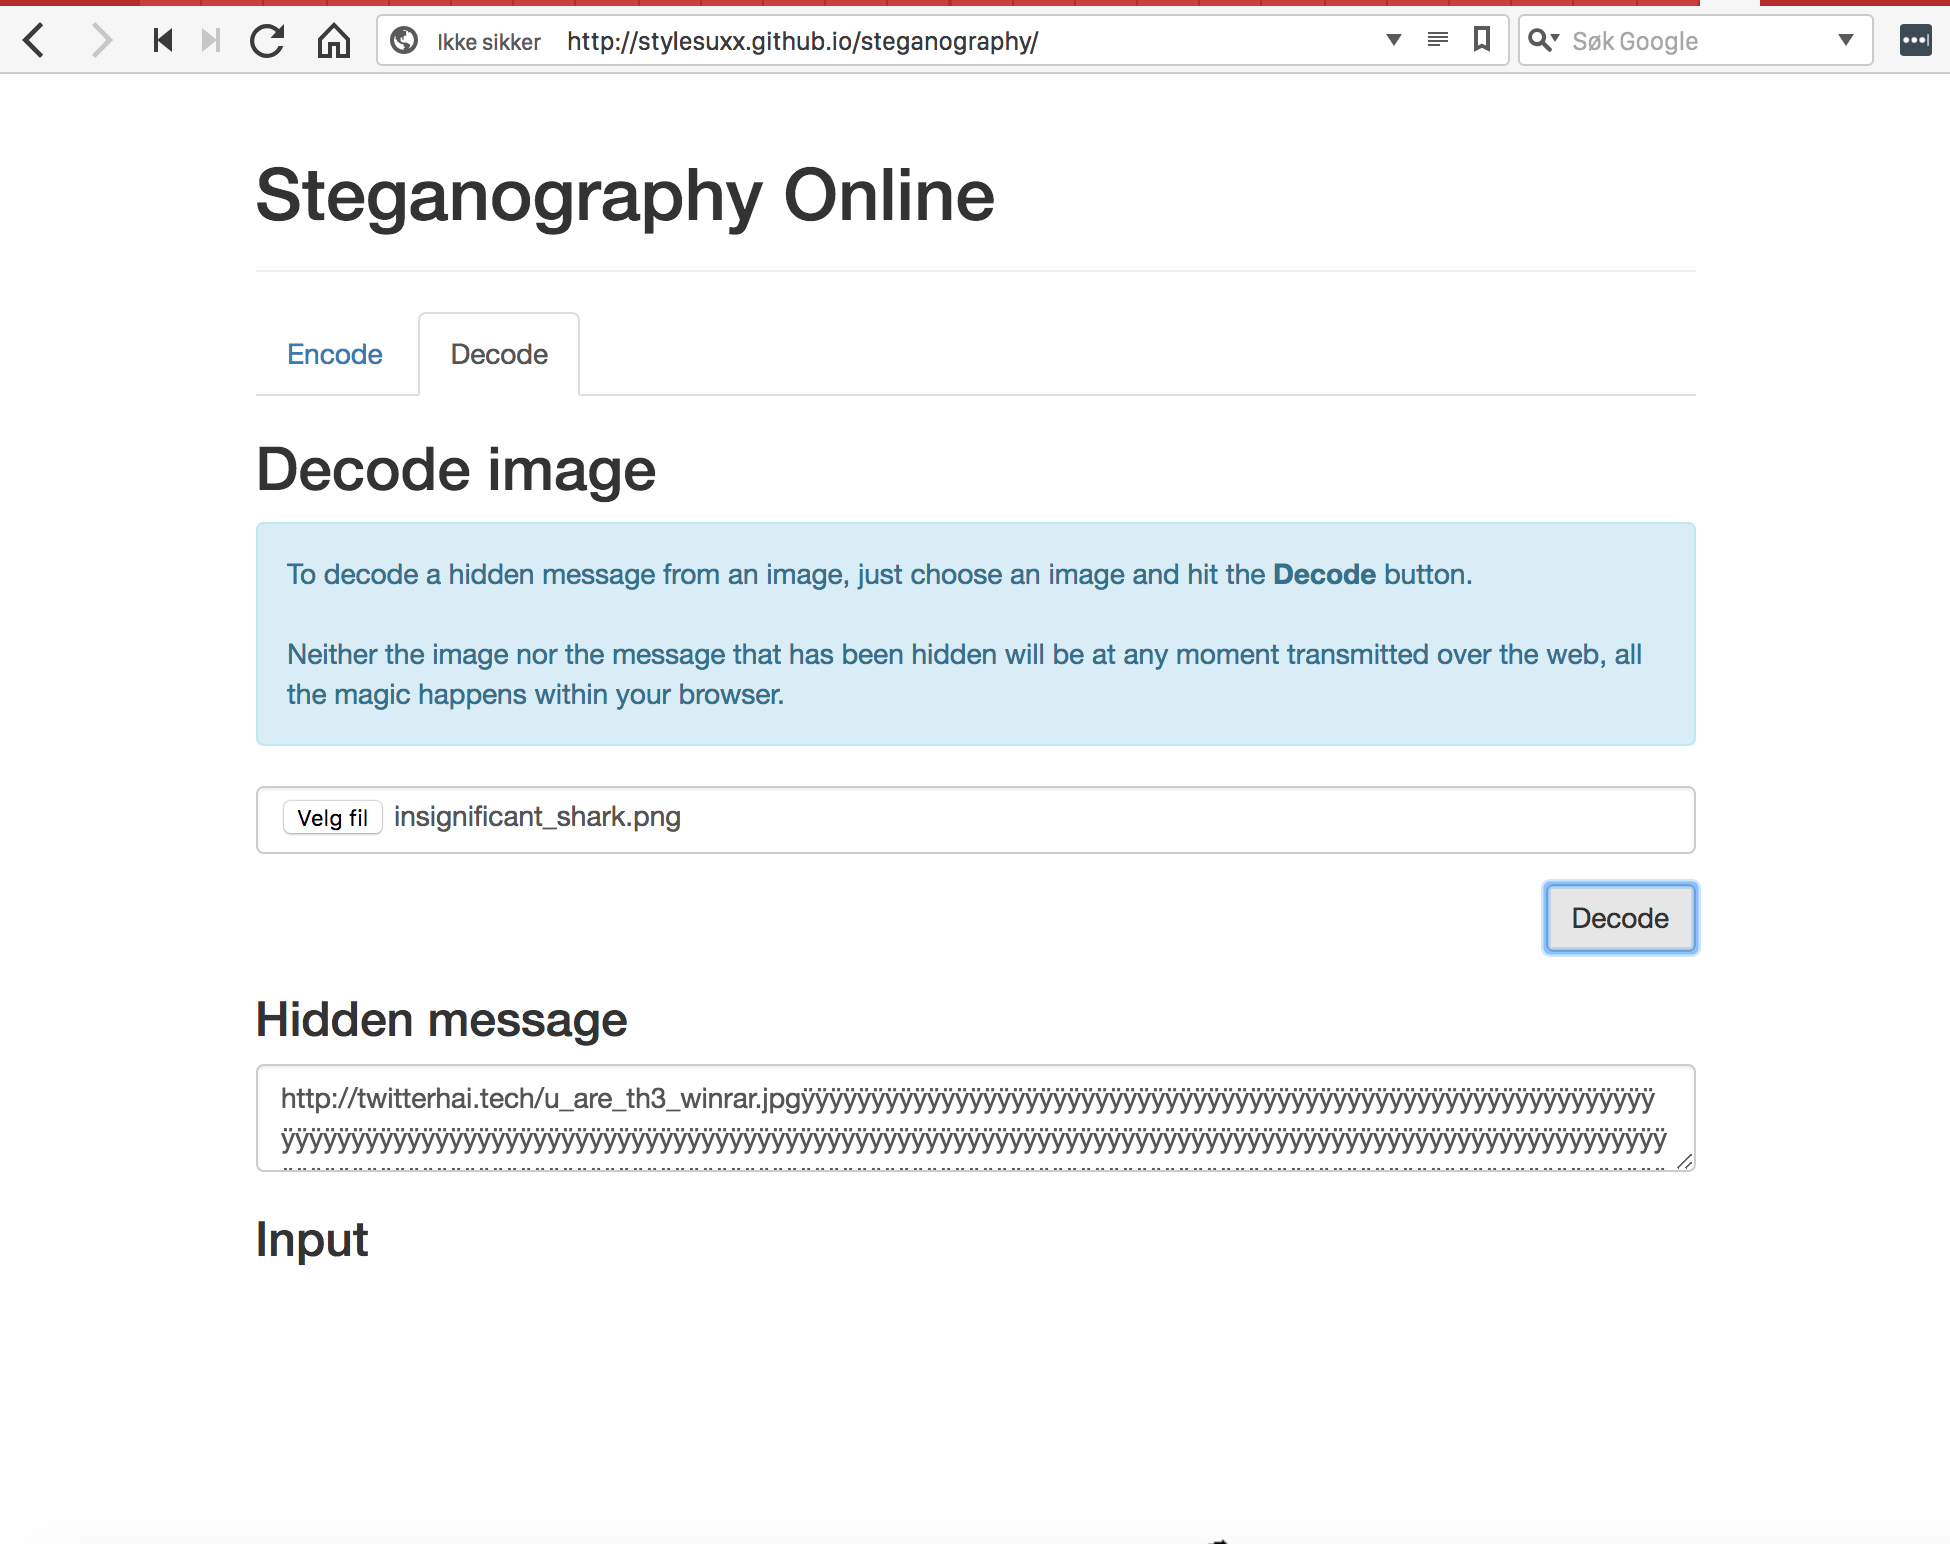 Ikke sikker http://stylesuxx.github.io/steganography/ Søk Google
Steganography Online
Encode Decode
Decode image
To decode a hidden message from an image, just choose an image and hit the Decode button.
Neither the image nor the message that has been hidden will be at any moment transmitted over the web, all
the magic happens within your browser.
Velg fil insignificant_shark.png
Decode
Hidden message
http://twitterhai.tech/u_are_th3_winrar.jpgÿÿÿÿÿÿÿÿÿÿÿÿÿÿÿÿÿÿÿÿÿÿÿÿÿÿÿÿÿÿÿÿÿÿÿÿÿÿÿÿÿÿÿÿÿÿÿÿÿÿÿÿÿÿÿÿÿÿÿÿÿ
ÿÿÿÿÿÿÿÿÿÿÿÿÿÿÿÿÿÿÿÿÿÿÿÿÿÿÿÿÿÿÿÿÿÿÿÿÿÿÿÿÿÿÿÿÿÿÿÿÿÿÿÿÿÿÿÿÿÿÿÿÿÿÿÿÿÿÿÿÿÿÿÿÿÿÿÿÿÿÿÿÿÿÿÿÿÿÿÿÿÿÿÿÿÿÿÿÿÿÿ
Input